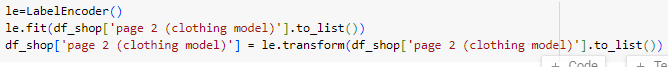 le=LabelEncoder()
le.fit(df_shop['page 2 (clothing model)'].to_list())
df_shop['page 2 (clothing model)'] = le.transform(df_shop['page 2 (clothing model)'].to_list())
+ Code
+